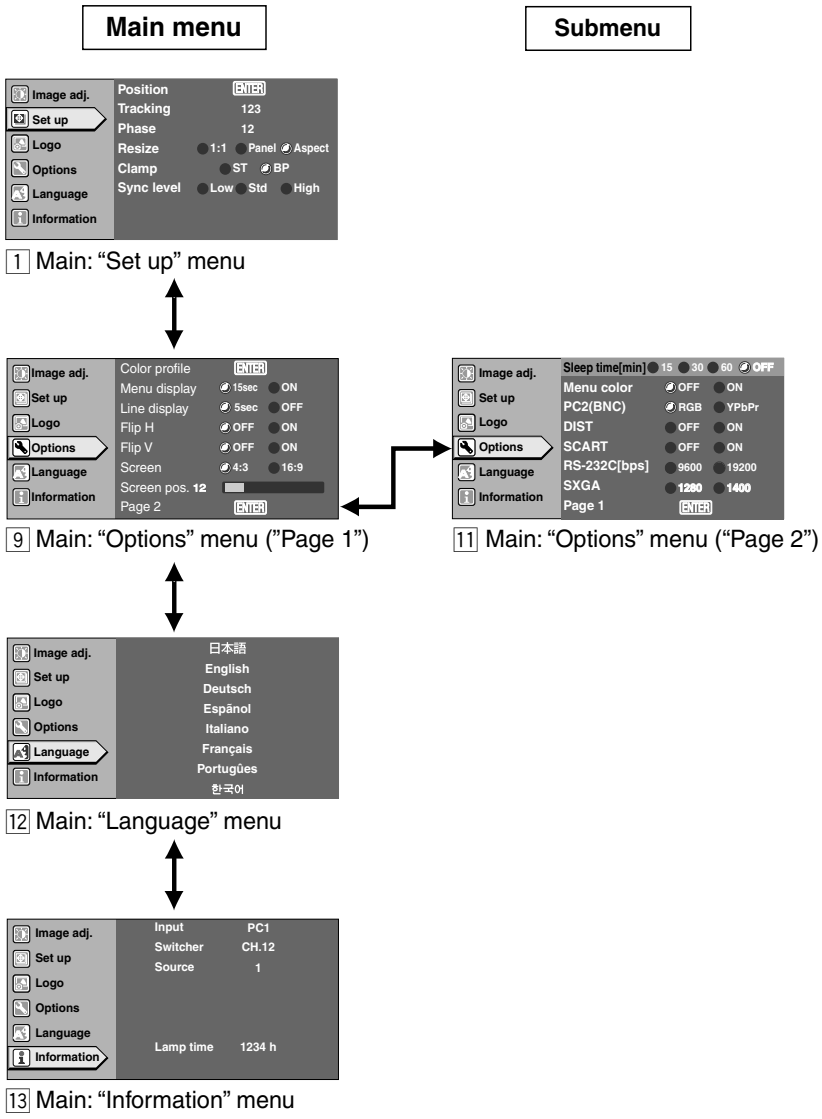 Main menu
Submenu
Image adj.
Set up
Logo
Options
Language
Information
Position ENTER
Tracking 123
Phase 12
Resize 1:1 Panel Aspect
Clamp ST BP
Sync level Low Std High
1 Main: “Set up” menu
Image adj.
Set up
Logo
Options
Language
Information
Color profile ENTER
Menu display 15sec ON
Line display 5sec OFF
Flip H OFF ON
Flip V OFF ON
Screen 4:3 16:9
Screen pos. 12
Page 2 ENTER
9 Main: “Options” menu (”Page 1”)
Image adj.
Set up
Logo
Options
Language
Information
Sleep time[min] 15 30 60 OFF
Menu color OFF ON
PC2(BNC) RGB YPbPr
DIST OFF ON
SCART OFF ON
RS-232C[bps] 9600 19200
SXGA 1280 1400
Page 1 ENTER
11 Main: “Options” menu (“Page 2”)
Image adj.
Set up
Logo
Options
Language
Information
日本語
English
Deutsch
Espãnol
Italiano
Français
Portugûes
한국어
12 Main: “Language” menu
Image adj.
Set up
Logo
Options
Language
Information
Input PC1
Switcher CH.12
Source 1
Lamp time 1234 h
13 Main: “Information” menu